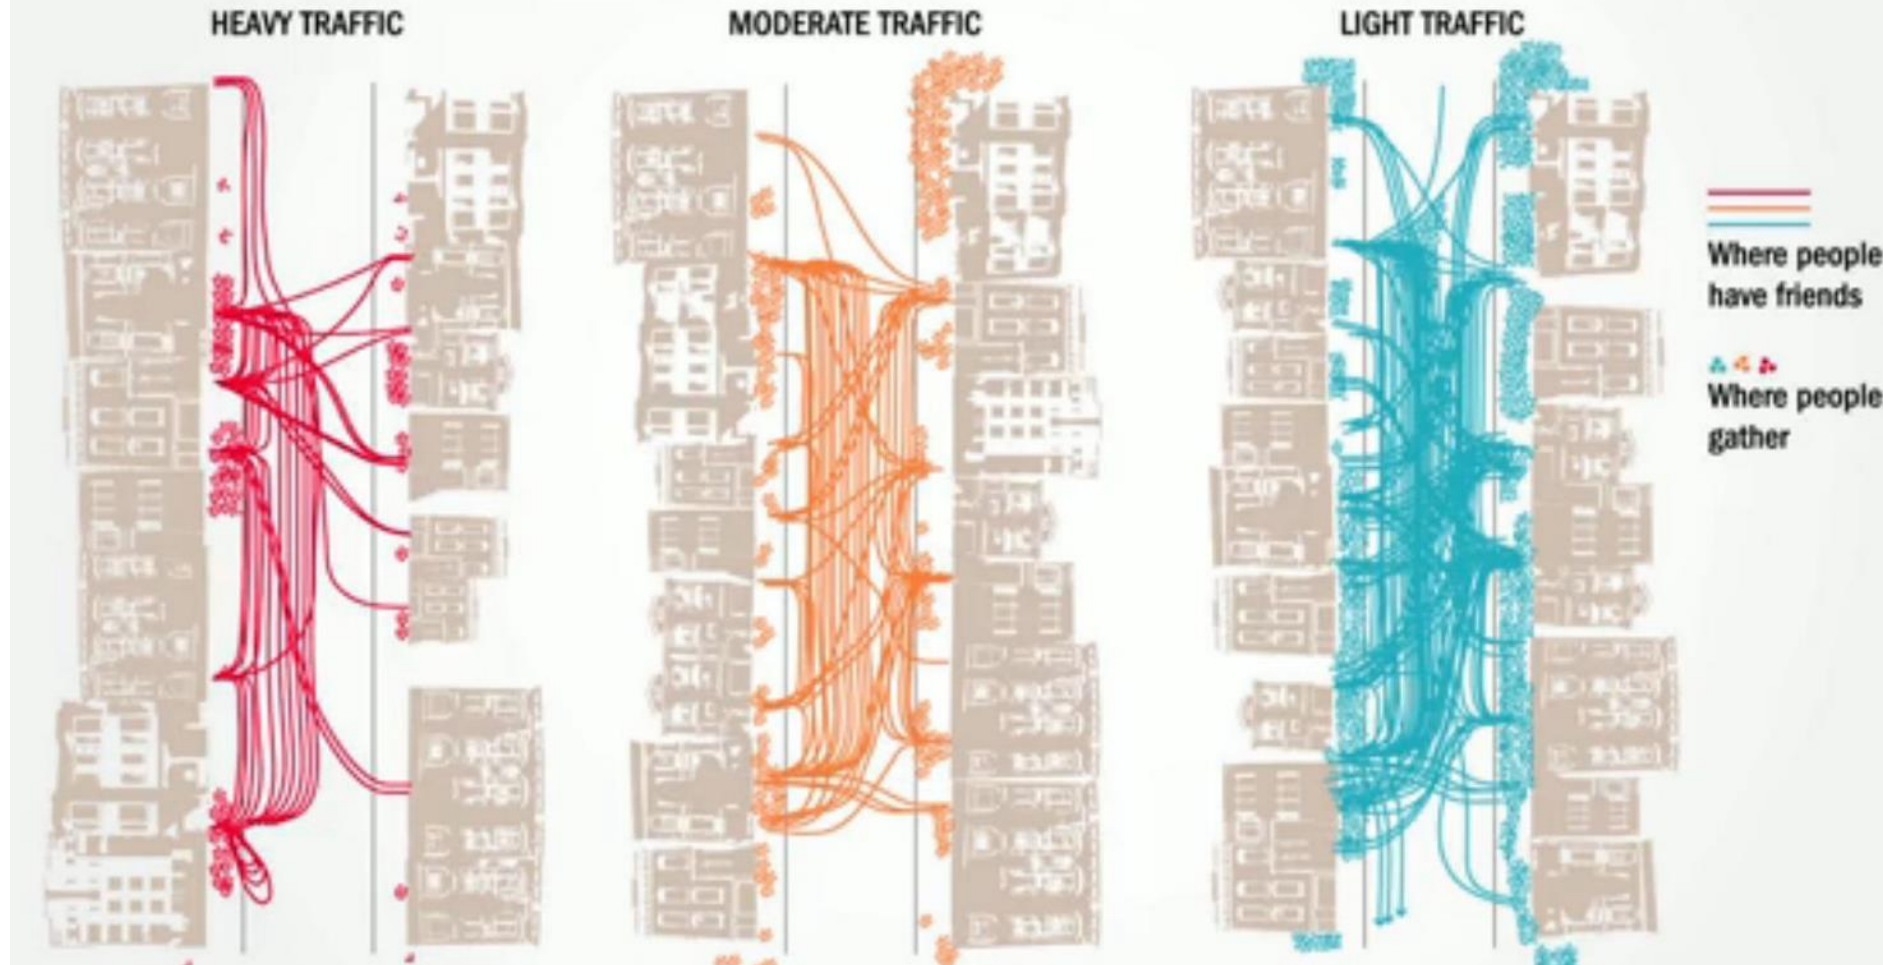 HEAVY TRAFFIC
MODERATE TRAFFIC
LIGHT TRAFFIC
Where people
have friends
Where people
gather